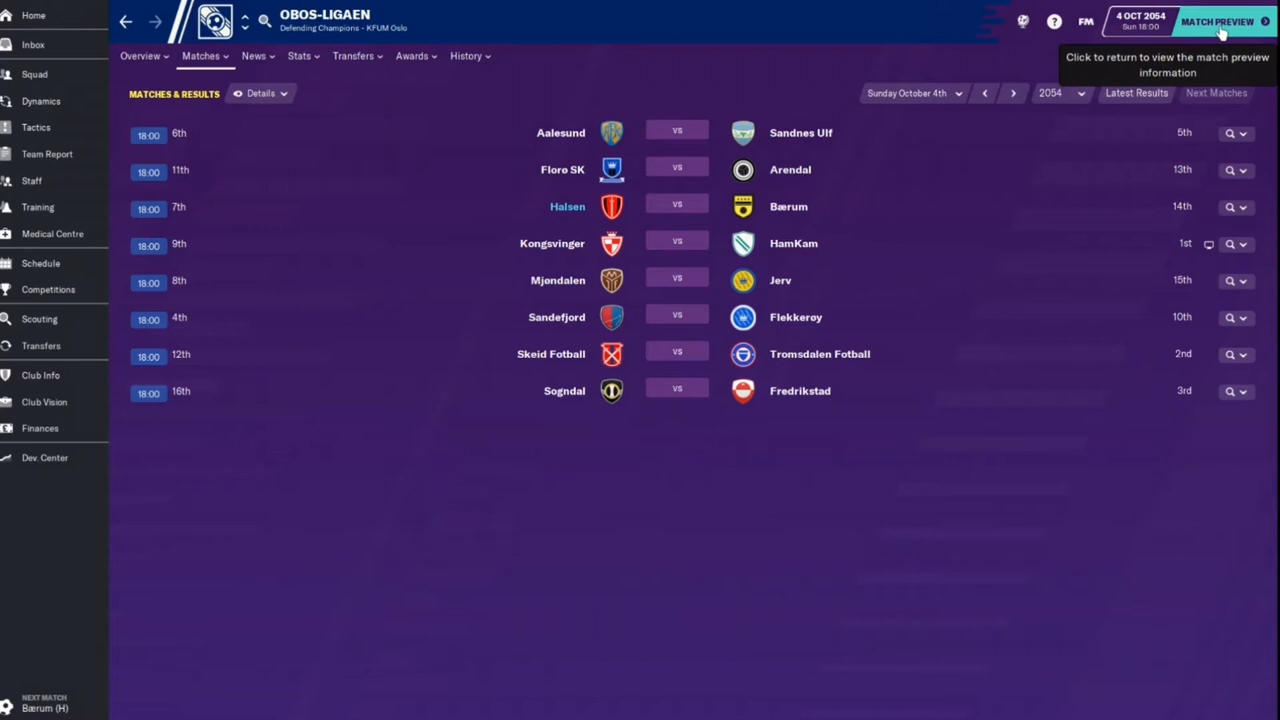 Home
Inbox
Squad
Dynamics
Tactics
Team Report
Staff
Training
Medical Centre
Schedule
Competitions
Scouting
Transfers
Club Info
Club Vision
Finances
Dev. Center
NEXT MATCH
Bærum (H)
OBOS-LIGAEN
Defending Champions - KFUM Oslo
? FM
4 OCT 2054
Sun 18:00
MATCH PREVIEW
Click to return to view the match preview
information
Overview Matches News Stats Transfers Awards History
MATCHES & RESULTS Details Sunday October 4th 2054 Latest Results Next Matches
18:00 6th Aalesund vs Sandnes Ulf 5th
18:00 11th Florø SK vs Arendal 13th
18:00 7th Halsen vs Bærum 14th
18:00 9th Kongsvinger vs HamKam 1st
18:00 8th Mjøndalen vs Jerv 15th
18:00 4th Sandefjord vs Flekkerøy 10th
18:00 12th Skeid Fotball vs Tromsdalen Fotball 2nd
18:00 16th Sogndal vs Fredrikstad 3rd